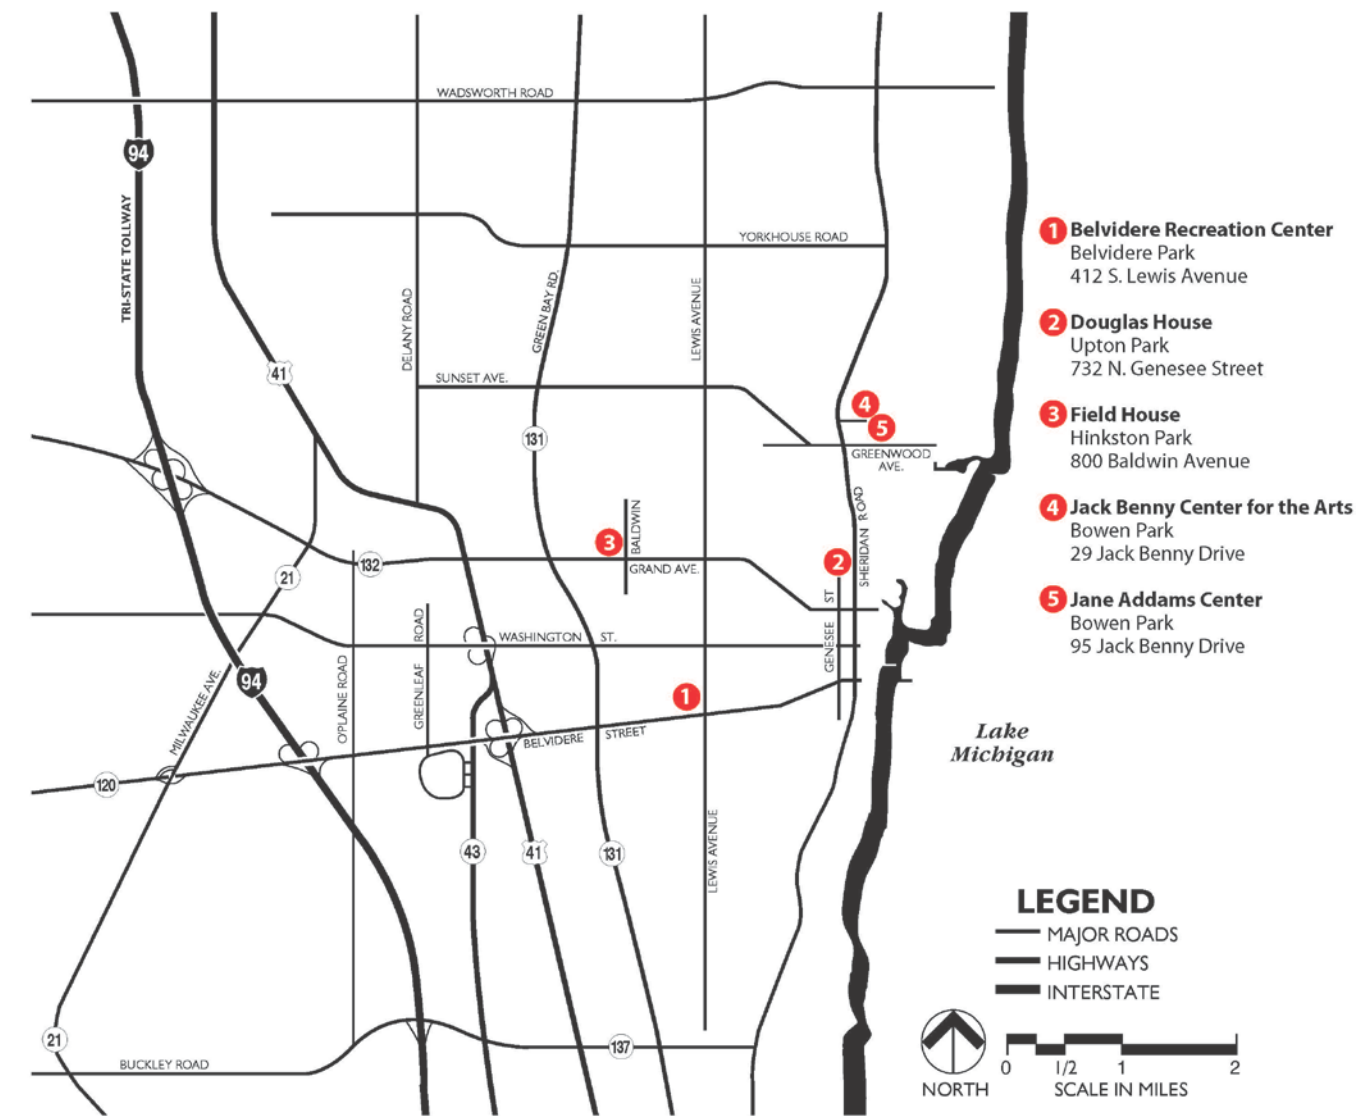 WADSWORTH ROAD
94
TRI-STATE TOLLWAY
YORKHOUSE ROAD
DELANY ROAD
GREEN BAY RD.
LEWIS AVENUE
41
SUNSET AVE.
131
4
5
GREENWOOD
AVE.
SHERIDAN ROAD
BALDWIN
3
GRAND AVE.
2
132
21
GENESEE ST
GREENLEAF ROAD
WASHINGTON ST.
O'PLAINE ROAD
MILWAUKEE AVE.
94
1
BELVIDERE STREET
120
43
41
131
LEWIS AVENUE
21
BUCKLEY ROAD
137
1 Belvidere Recreation Center
Belvidere Park
412 S. Lewis Avenue
2 Douglas House
Upton Park
732 N. Genesee Street
3 Field House
Hinkston Park
800 Baldwin Avenue
4 Jack Benny Center for the Arts
Bowen Park
29 Jack Benny Drive
5 Jane Addams Center
Bowen Park
95 Jack Benny Drive
Lake
Michigan
LEGEND
MAJOR ROADS
HIGHWAYS
INTERSTATE
NORTH
0 1/2 1 2
SCALE IN MILES